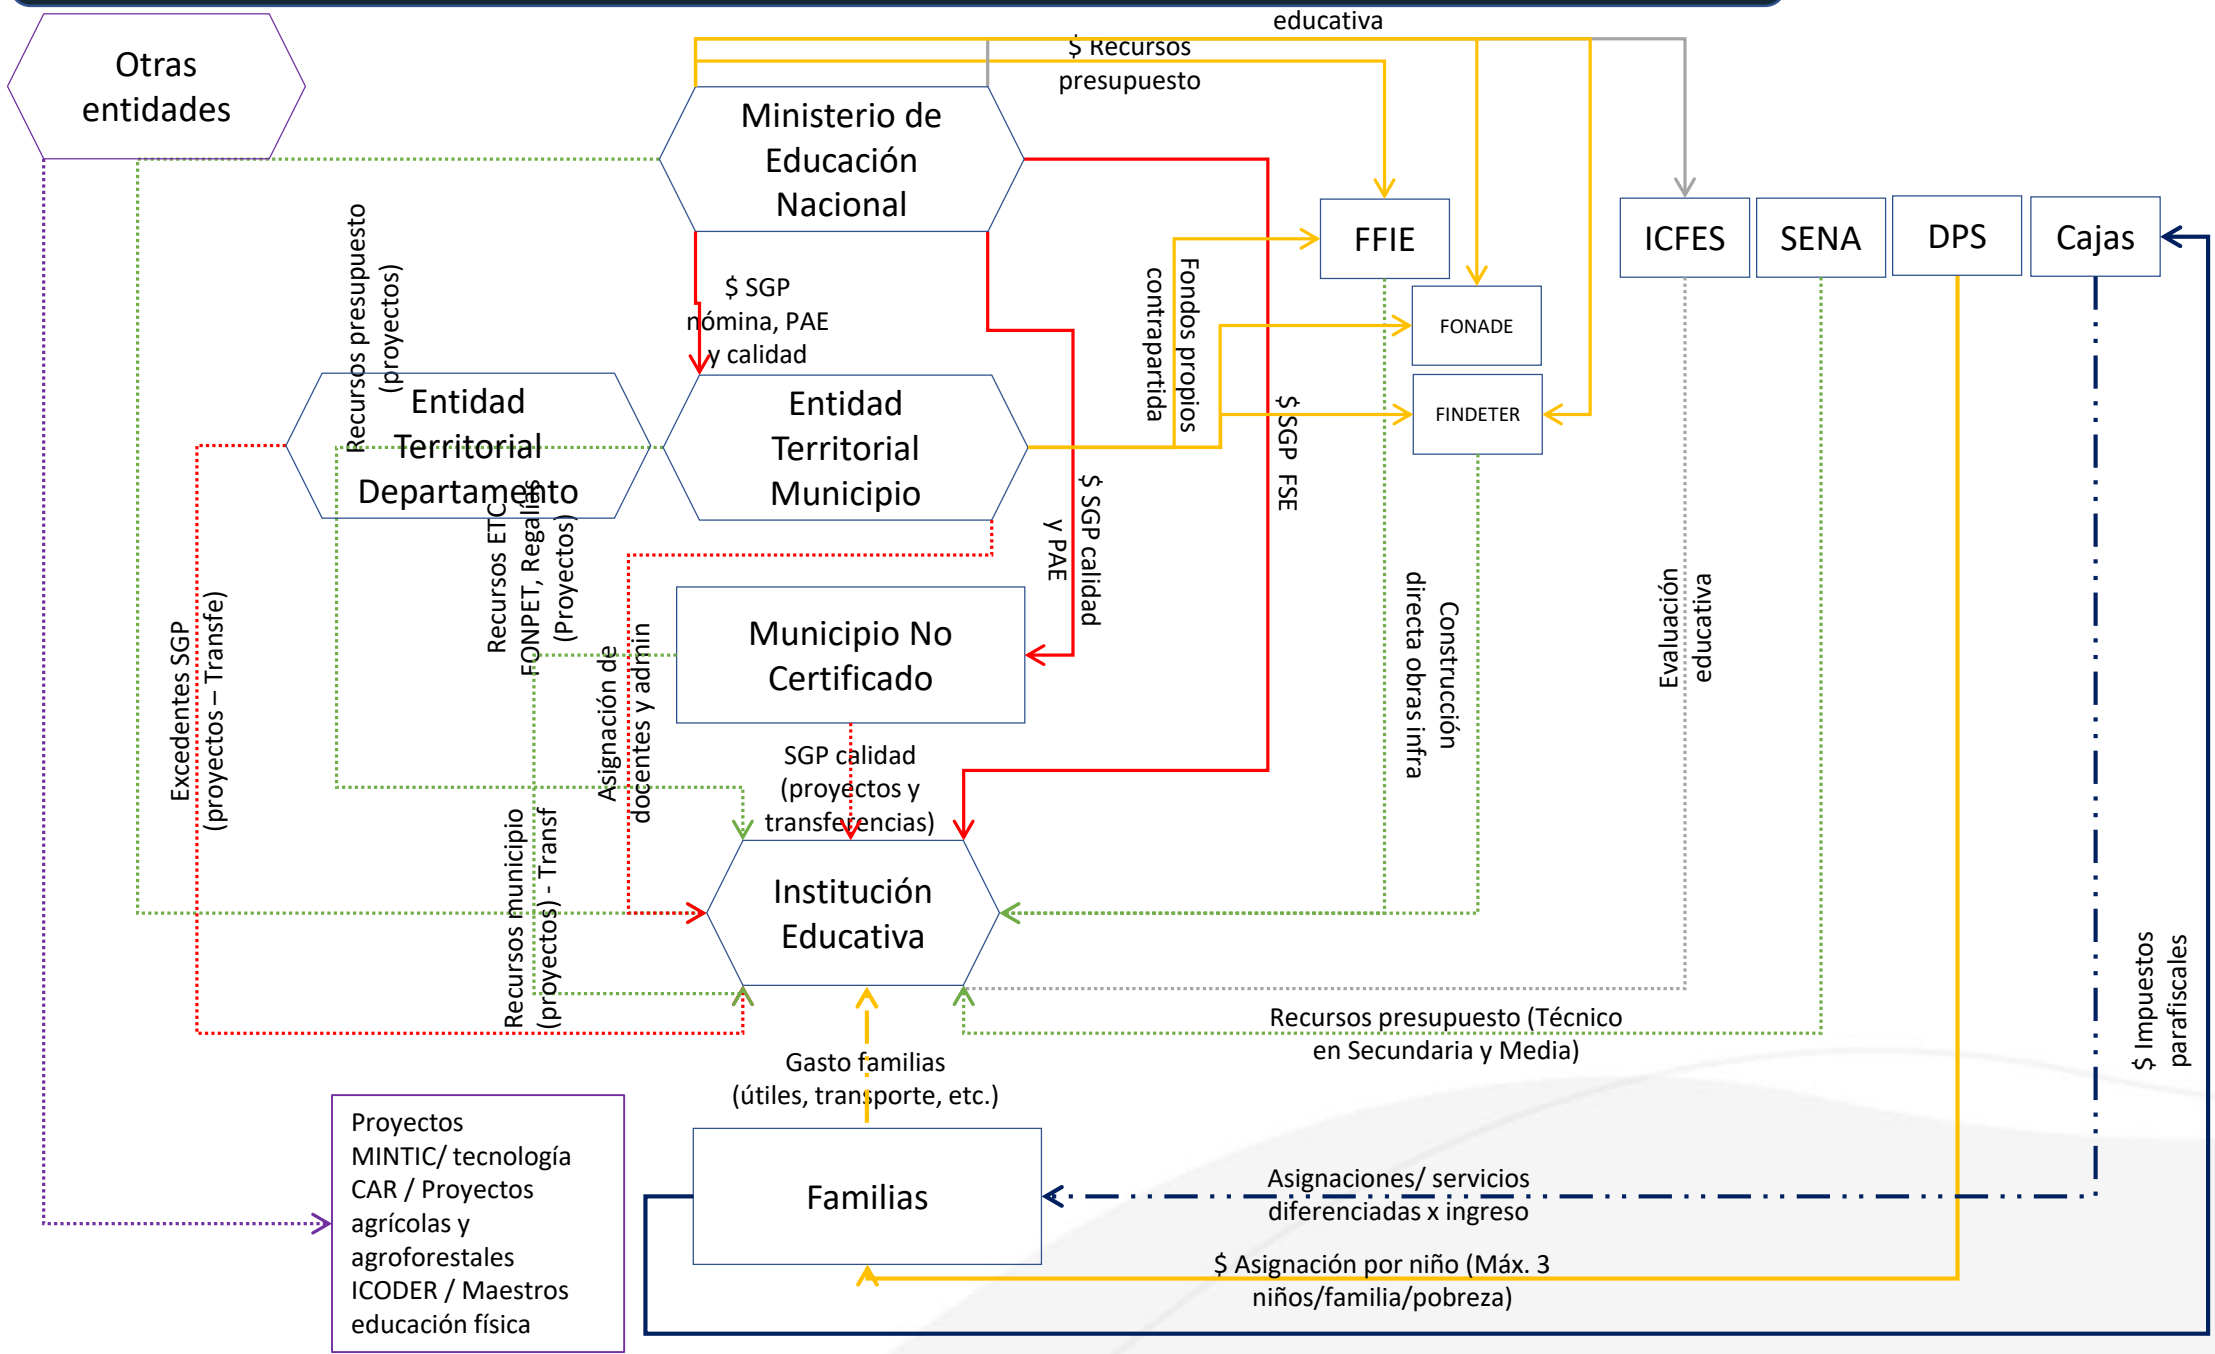 educativa
$ Recursos
presupuesto
Otras
entidades
Ministerio de
Educación
Nacional
FFIE
ICFES
SENA
DPS
Cajas
Recursos presupuesto
(proyectos)
$ SGP
nómina, PAE
y calidad
Fondos propios
contrapartida
FONADE
FINDETER
Entidad
Territorial
Departamento
Entidad
Territorial
Municipio
$ SGP FSE
$ SGP calidad
y PAE
Recursos ETC,
FONPET, Regalías
(Proyectos)
Excedentes SGP
(proyectos – Transfe)
Asignación de
docentes y admin
Municipio No
Certificado
Construcción
directa obras infra
Evaluación
educativa
SGP calidad
(proyectos y
transferencias)
Recursos municipio
(proyectos) - Transf
Institución
Educativa
$ Impuestos
parafiscales
Recursos presupuesto (Técnico
en Secundaria y Media)
Gasto familias
(útiles, transporte, etc.)
Proyectos
MINTIC/ tecnología
CAR / Proyectos
agrícolas y
agroforestales
ICODER / Maestros
educación física
Familias
Asignaciones/ servicios
diferenciadas x ingreso
$ Asignación por niño (Máx. 3
niños/familia/pobreza)